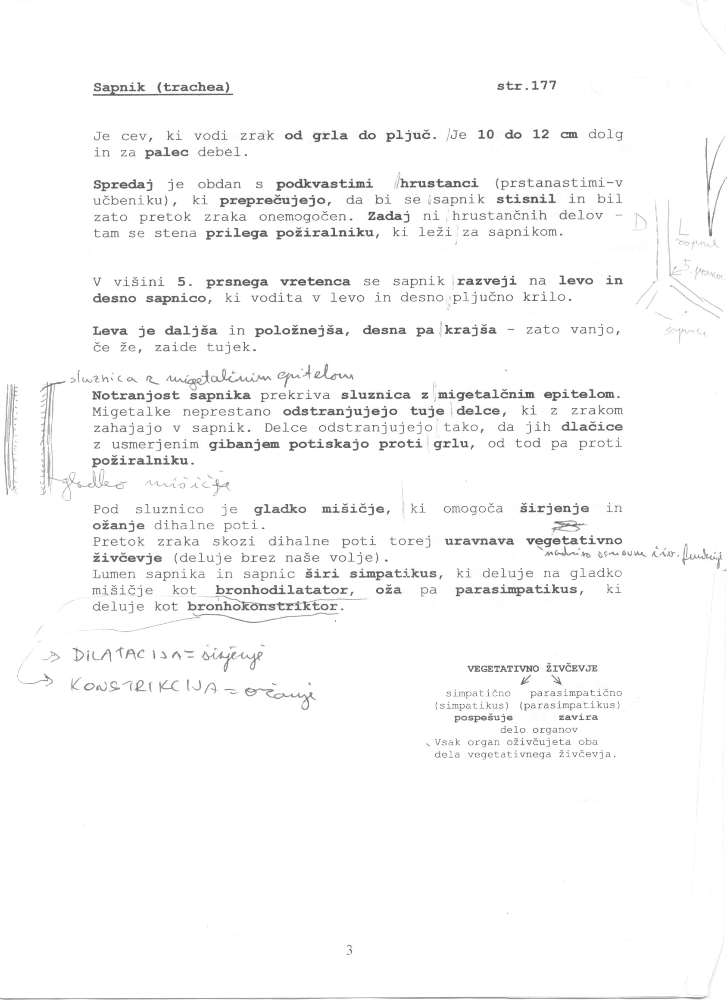 Sapnik (trachea) str.177
Je cev, ki vodi zrak od grla do pljuč. Je 10 do 12 cm dolg
in za palec debel.
Spredaj je obdan s podkvastimi hrustanci (prstanastimi-v
učbeniku), ki preprečujejo, da bi se sapnik stisnil in bil
zato pretok zraka onemogočen. Zadaj ni hrustančnih delov -
tam se stena prilega požiralniku, ki leži za sapnikom.
D
L
sapnik
5.
V višini 5. prsnega vretenca se sapnik razveji na levo in
desno sapnico, ki vodita v levo in desno pljučno krilo.
sapnici
Leva je daljša in položnejša, desna pa krajša - zato vanjo,
če že, zaide tujek.
sluznica z migetalčnim epitelom
Notranjost sapnika prekriva sluznica z migetalčnim epitelom.
Migetalke neprestano odstranjujejo tuje delce, ki z zrakom
zahajajo v sapnik. Delce odstranjujejo tako, da jih dlačice
z usmerjenim gibanjem potiskajo proti grlu, od tod pa proti
požiralniku.
gladko mišičje
Pod sluznico je gladko mišičje, ki omogoča širjenje in
ožanje dihalne poti.
Pretok zraka skozi dihalne poti torej uravnava vegetativno
nadzira osnovne živ. funkcije
živčevje (deluje brez naše volje).
Lumen sapnika in sapnic širi simpatikus, ki deluje na gladko
mišičje kot bronhodilatator, oža pa parasimpatikus, ki
deluje kot bronhokonstriktor.
→ DILATACIJA = širjenje
→ KONSTRIKCIJA = ožanje
VEGETATIVNO ŽIVČEVJE
simpatično parasimpatično
(simpatikus) (parasimpatikus)
pospešuje zavira
delo organov
Vsak organ oživčujeta oba
dela vegetativnega živčevja.
3